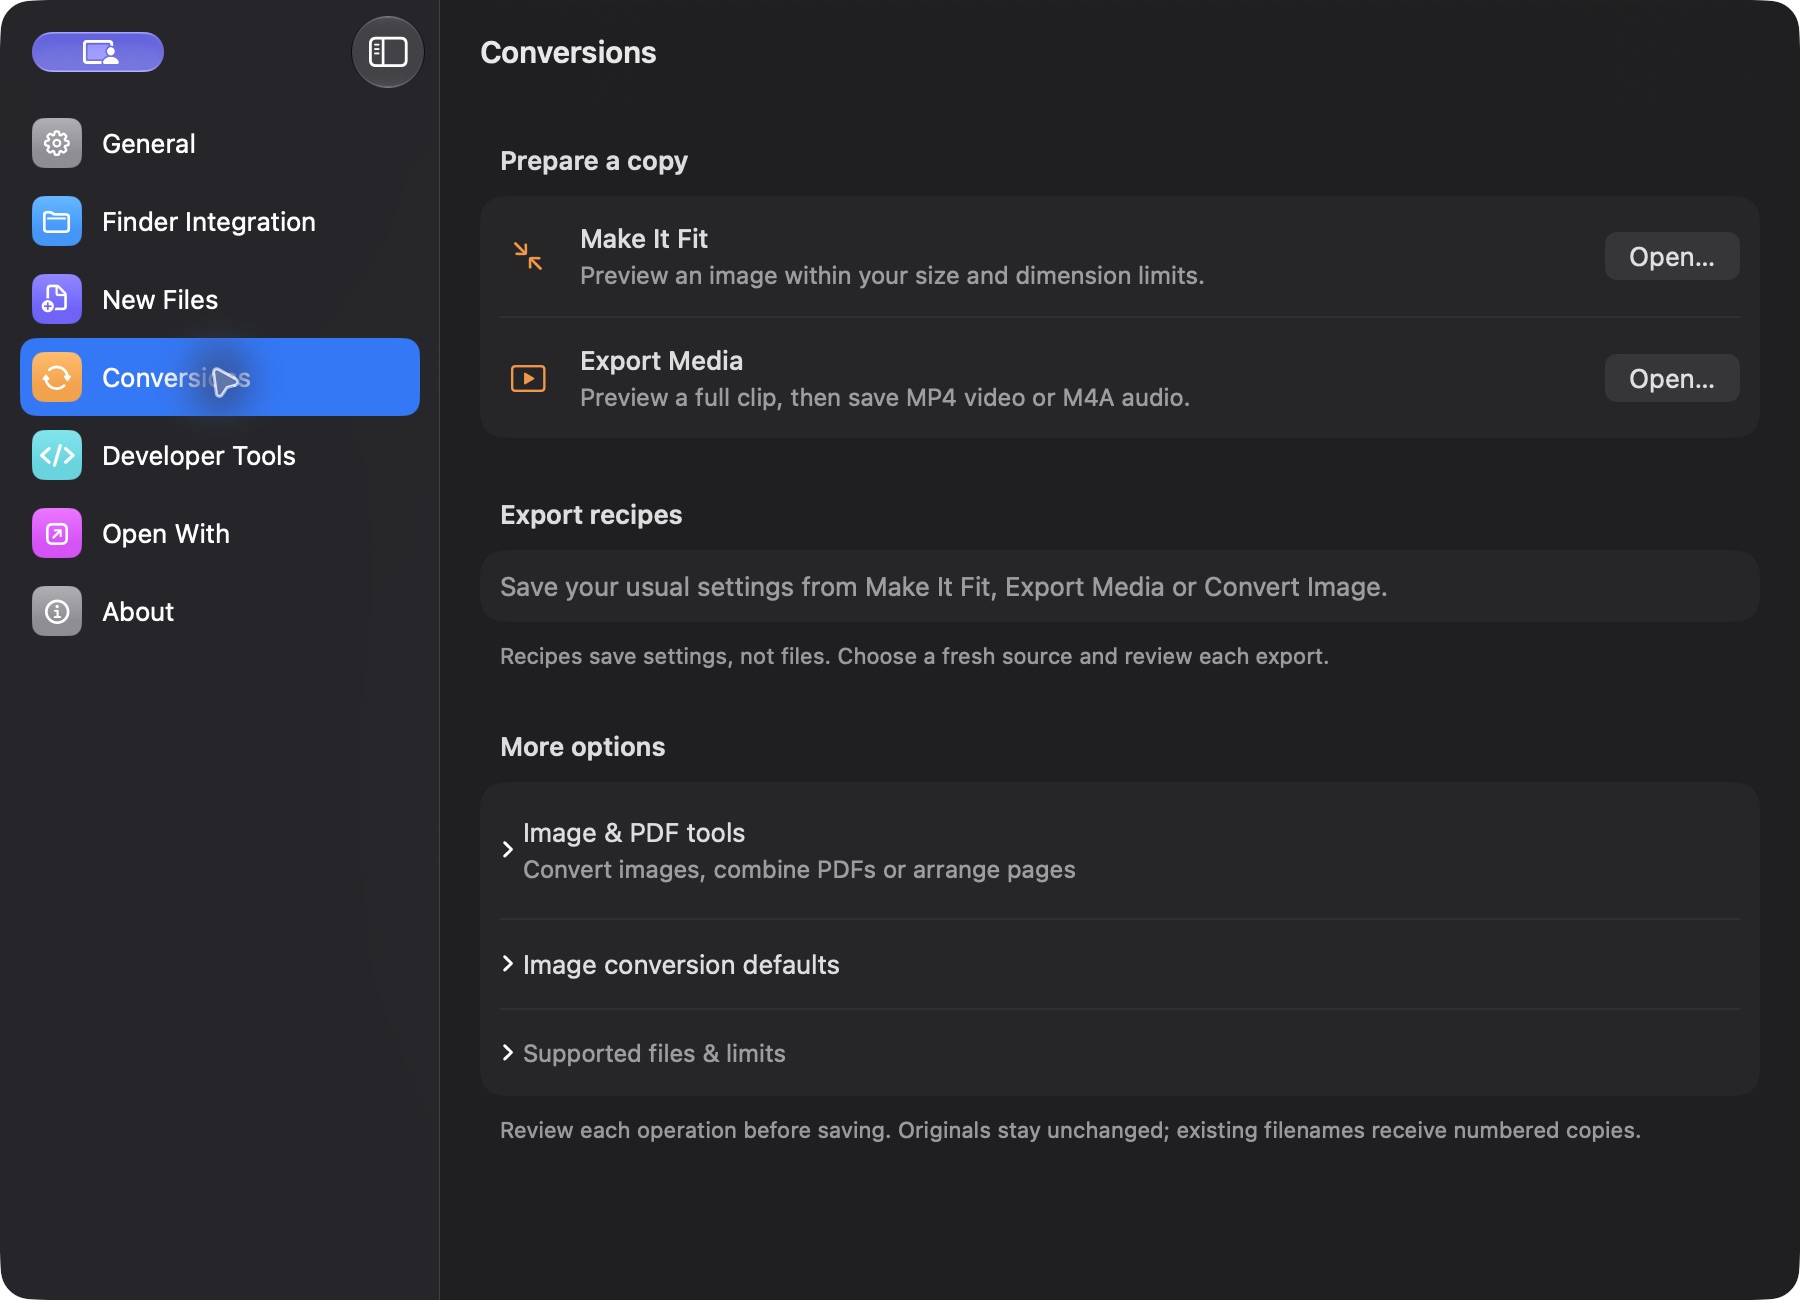 Conversions
General
Finder Integration
New Files
Conversions
Developer Tools
Open With
About
Prepare a copy
Make It Fit
Preview an image within your size and dimension limits.
Open...
Export Media
Preview a full clip, then save MP4 video or M4A audio.
Open...
Export recipes
Save your usual settings from Make It Fit, Export Media or Convert Image.
Recipes save settings, not files. Choose a fresh source and review each export.
More options
Image & PDF tools
Convert images, combine PDFs or arrange pages
Image conversion defaults
Supported files & limits
Review each operation before saving. Originals stay unchanged; existing filenames receive numbered copies.